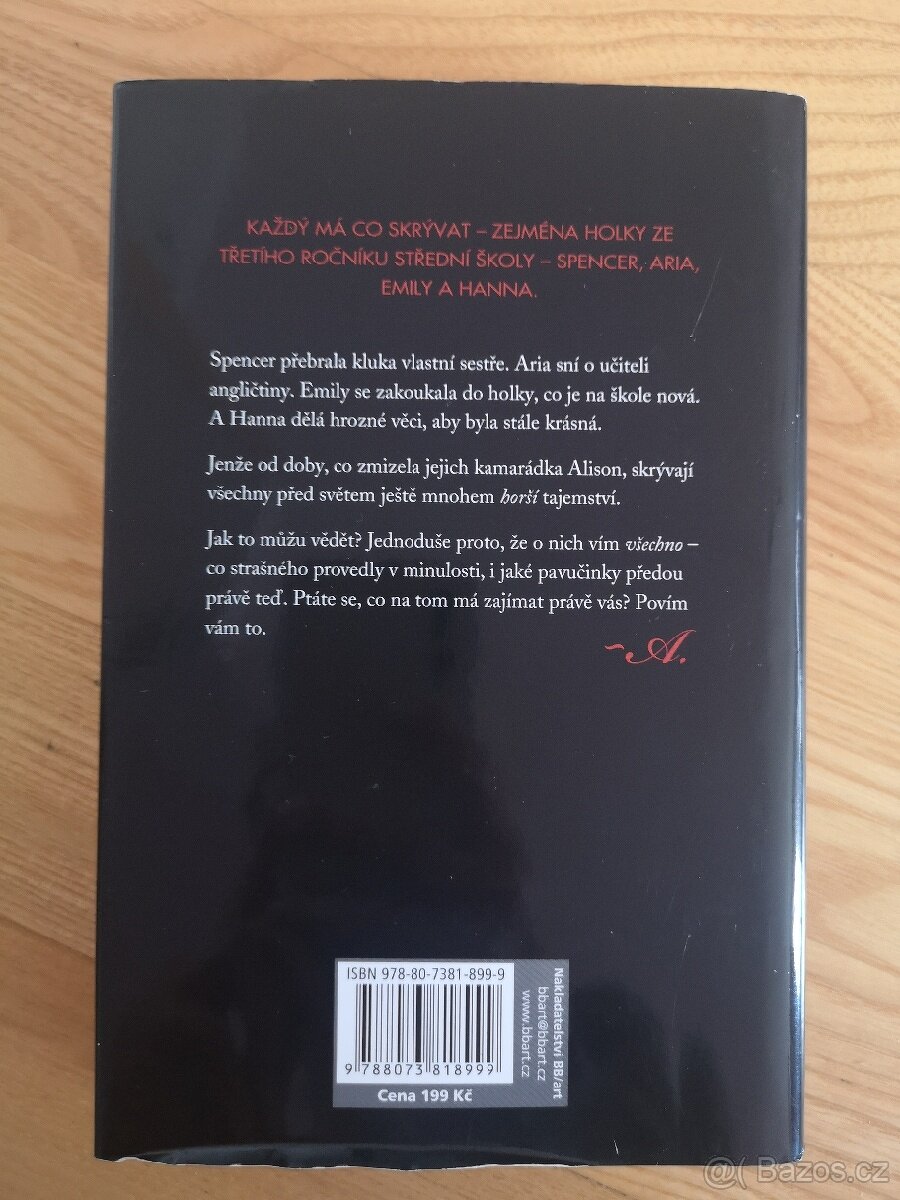 KAŽDÝ MÁ CO SKRÝVAT – ZEJMÉNA HOLKY ZE
TŘETÍHO ROČNÍKU STŘEDNÍ ŠKOLY – SPENCER, ARIA,
EMILY A HANNA.
Spencer přebrala kluka vlastní sestře. Aria sní o učiteli
angličtiny. Emily se zakoukala do holky, co je na škole nová.
A Hanna dělá hrozné věci, aby byla stále krásná.
Jenže od doby, co zmizela jejich kamarádka Alison, skrývají
všechny před světem ještě mnohem horší tajemství.
Jak to můžu vědět? Jednoduše proto, že o nich vím všechno –
co strašného provedly v minulosti, i jaké pavučinky předou
právě teď. Ptáte se, co na tom má zajímat právě vás? Povím
vám to.
~A.
ISBN 978-80-7381-899-9
9 788073 818999
Cena 199 Kč
Nakladatelství BB/art
bbart@bbart.cz
www.bbart.cz
@( Bazos.cz